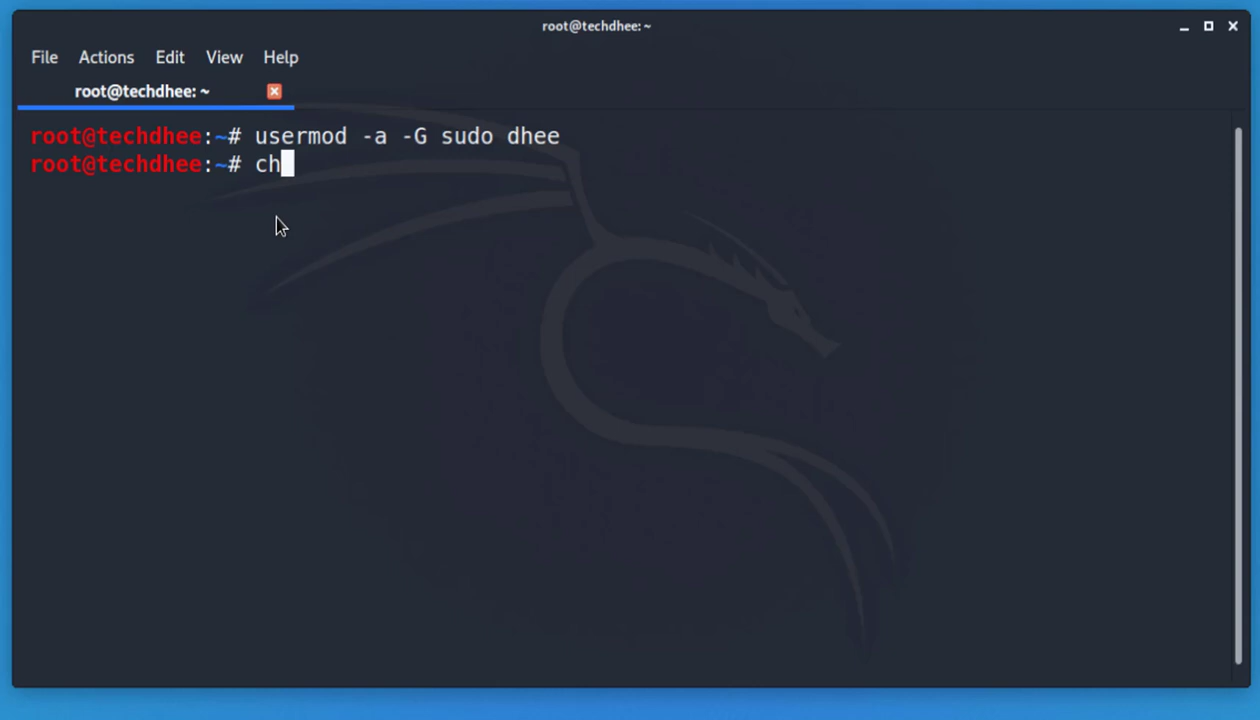 root@techdhee: ~
File Actions Edit View Help
root@techdhee: ~
root@techdhee:~# usermod -a -G sudo dhee
root@techdhee:~# ch